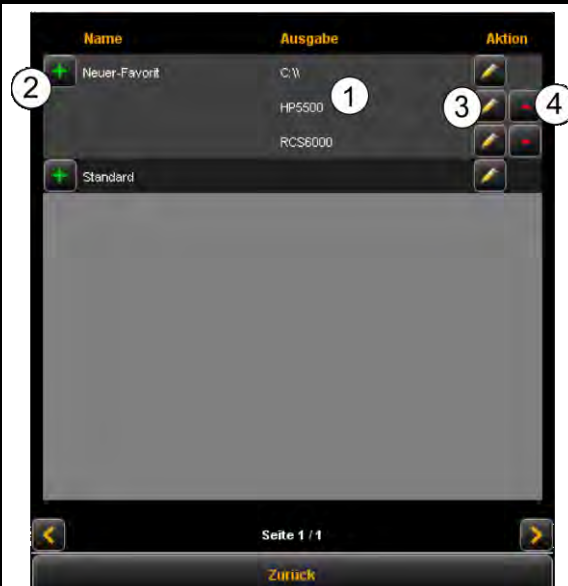 Name Ausgabe Aktion
2 + Neuer-Favorit C:\\ 1
HP5500 3 4
RCS6000
+ Standard
Seite 1 / 1
Zurück